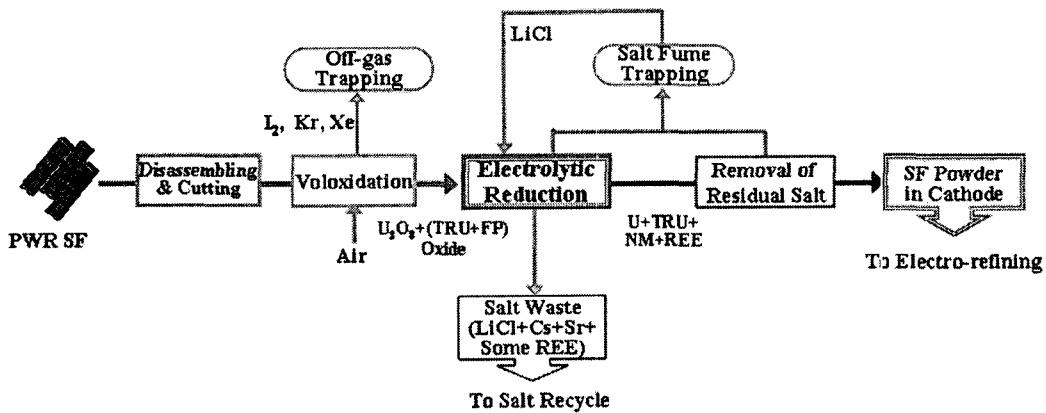 LiCl
Off-gas
Trapping
Salt Fume
Trapping
I2, Kr, Xe
Disassembling
& Cutting
Voloxidation
Electrolytic
Reduction
Removal of
Residual Salt
SF Powder
in Cathode
PWR SF
Air
U3O8+(TRU+FP)
Oxide
U+TRU+
NM+REE
To Electro-refining
Salt Waste
(LiCl+Cs+Sr+
Some REE)
To Salt Recycle